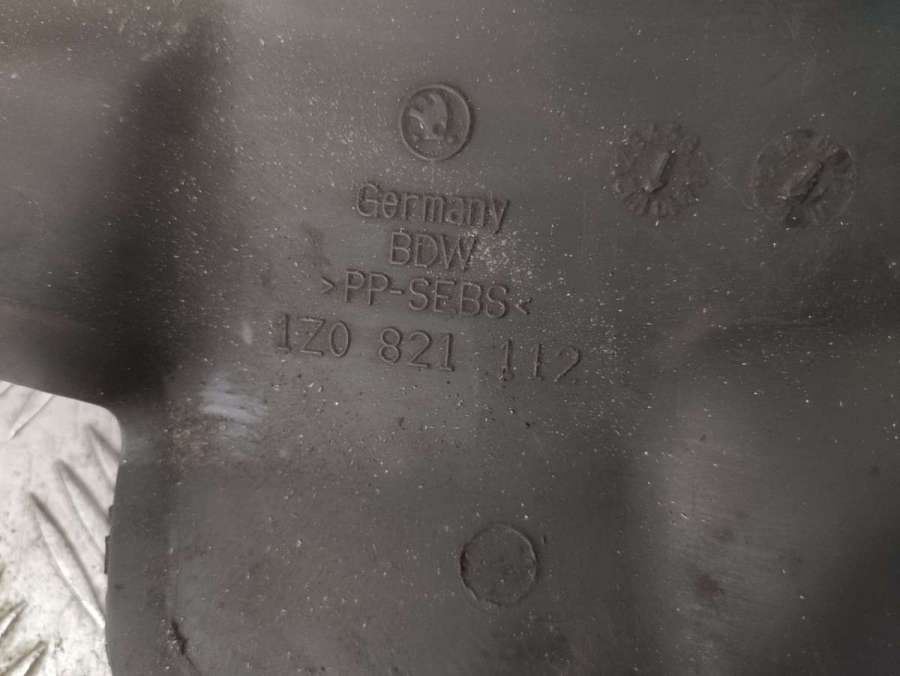 Germany
BDW
>PP-SEBS<
1Z0 821 112